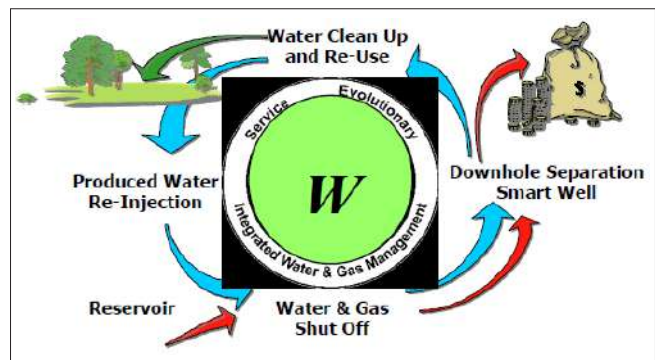 Water Clean Up
and Re-Use
$
Service
Evolutionary
Produced Water
Re-Injection
W
Downhole Separation
Smart Well
Integrated Water & Gas Management
Reservoir
Water & Gas
Shut Off